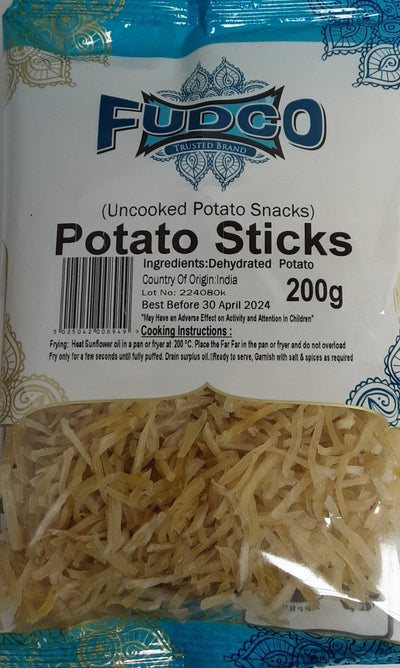 FUDCO
TRUSTED BRAND
(Uncooked Potato Snacks)
Potato Sticks
Ingredients:Dehydrated Potato
Country Of Origin:India
Lot No: 224080k
200g
Best Before 30 April 2024
"May Have an Adverse Effect on Activity and Attention in Children"
5 025042 006949 >
Cooking Instructions :
Frying: Heat Sunflower oil in a pan or fryer at 200 °C. Place the Far Far in the pan or fryer and do not overload
Fry only for a few seconds until fully puffed. Drain surplus oil. Ready to serve, Garnish with salt & spices as required